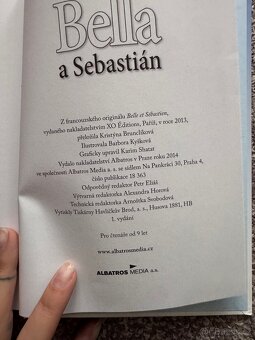 Bella
a Sebastián
Z francouzského originálu Belle et Sébastien,
vydaného nakladatelstvím XO Éditions, Paříž, v roce 2013,
přeložila Kristýna Brunclíková
Ilustrovala Barbora Kyšková
Graficky upravil Karim Shatat
Vydalo nakladatelství Albatros v Praze roku 2014
ve společnosti Albatros Media a. s. se sídlem Na Pankráci 30, Praha 4,
číslo publikace 18 363
Odpovědný redaktor Petr Eliáš
Výtvarná redaktorka Alexandra Horová
Technická redaktorka Arnoštka Svobodová
Vytiskly Tiskárny Havlíčkův Brod, a. s., Husova 1881, HB
1. vydání
Pro čtenáře od 9 let
www.albatrosmedia.cz
ALBATROS MEDIA a.s.